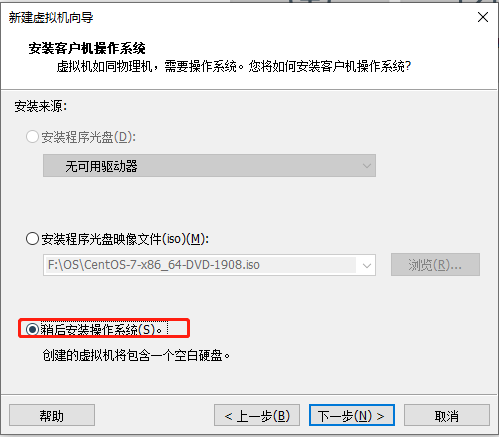 新建虚拟机向导
安装客户机操作系统
虚拟机如同物理机，需要操作系统。您将如何安装客户机操作系统?
安装来源:
安装程序光盘(D):
无可用驱动器
安装程序光盘映像文件(iso)(M):
F:\OS\CentOS-7-x86_64-DVD-1908.iso
浏览(R)...
稍后安装操作系统(S)。
创建的虚拟机将包含一个空白硬盘。
帮助
< 上一步(B)
下一步(N) >
取消